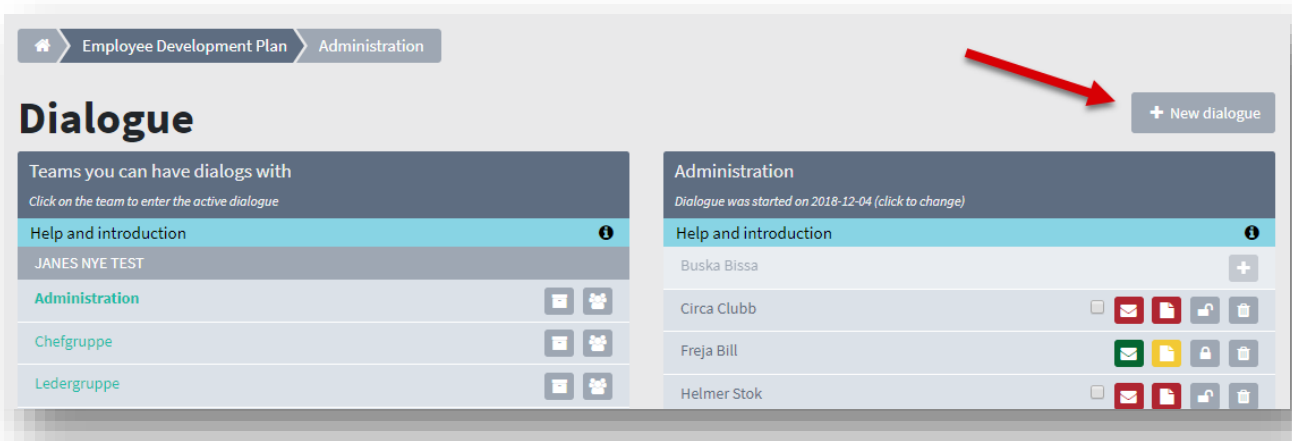 Employee Development Plan
Administration
Dialogue
+ New dialogue
Teams you can have dialogs with
Click on the team to enter the active dialogue
Help and introduction
JANES NYE TEST
Administration
Chefgruppe
Ledergruppe
Administration
Dialogue was started on 2018-12-04 (click to change)
Help and introduction
Buska Bissa
Circa Clubb
Freja Bill
Helmer Stok